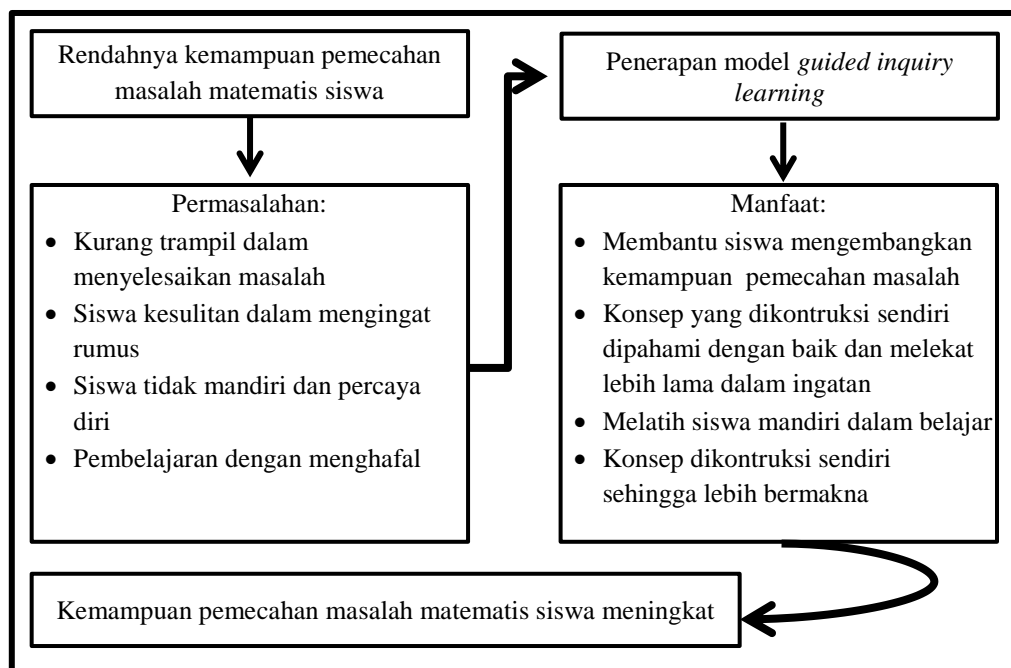 Rendahnya kemampuan pemecahan
masalah matematis siswa
Permasalahan:
• Kurang trampil dalam
menyelesaikan masalah
• Siswa kesulitan dalam mengingat
rumus
• Siswa tidak mandiri dan percaya
diri
• Pembelajaran dengan menghafal
Penerapan model guided inquiry
learning
Manfaat:
• Membantu siswa mengembangkan
kemampuan pemecahan masalah
• Konsep yang dikontruksi sendiri
dipahami dengan baik dan melekat
lebih lama dalam ingatan
• Melatih siswa mandiri dalam belajar
• Konsep dikontruksi sendiri
sehingga lebih bermakna
Kemampuan pemecahan masalah matematis siswa meningkat